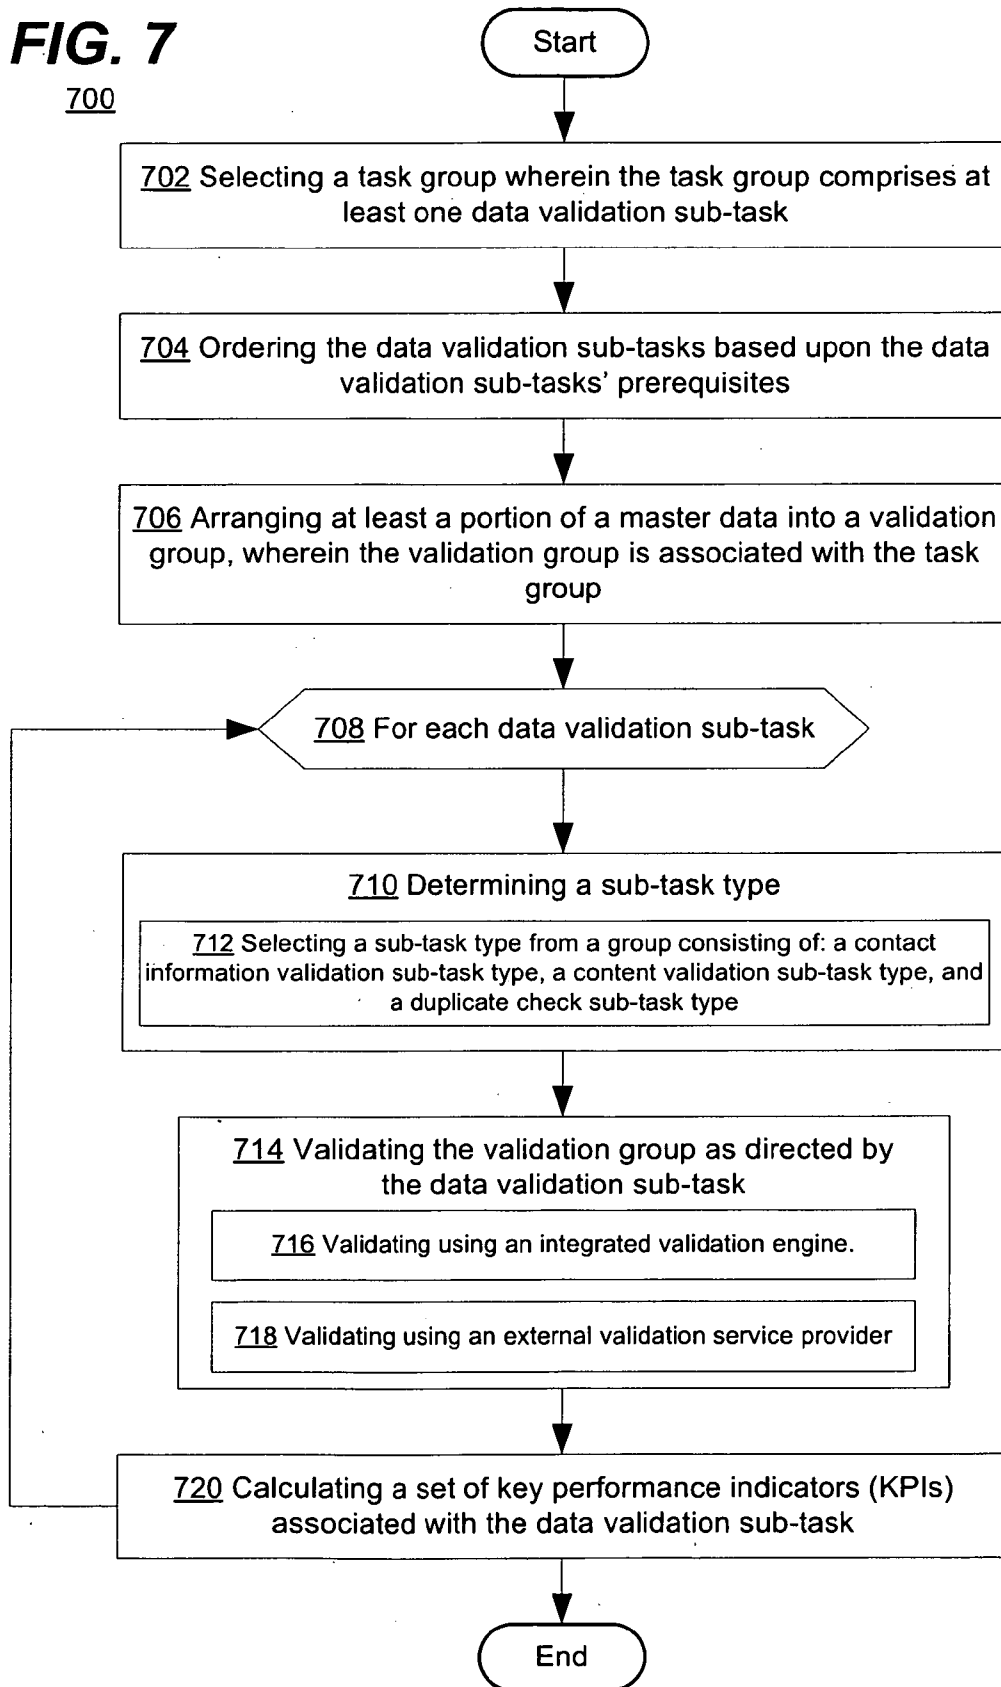 FIG. 7
700
Start
702 Selecting a task group wherein the task group comprises at
least one data validation sub-task
704 Ordering the data validation sub-tasks based upon the data
validation sub-tasks' prerequisites
706 Arranging at least a portion of a master data into a validation
group, wherein the validation group is associated with the task
group
708 For each data validation sub-task
710 Determining a sub-task type
712 Selecting a sub-task type from a group consisting of: a contact
information validation sub-task type, a content validation sub-task type, and
a duplicate check sub-task type
714 Validating the validation group as directed by
the data validation sub-task
716 Validating using an integrated validation engine.
718 Validating using an external validation service provider
720 Calculating a set of key performance indicators (KPIs)
associated with the data validation sub-task
End